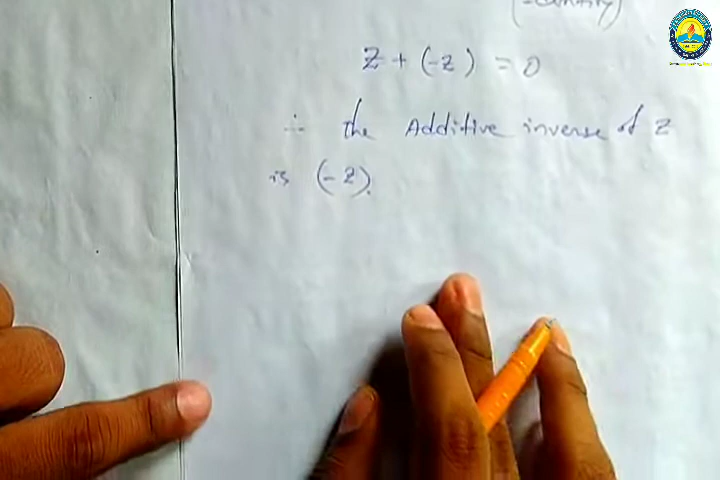 z + (-z) = 0
∴ the Additive inverse of z
is (-z).